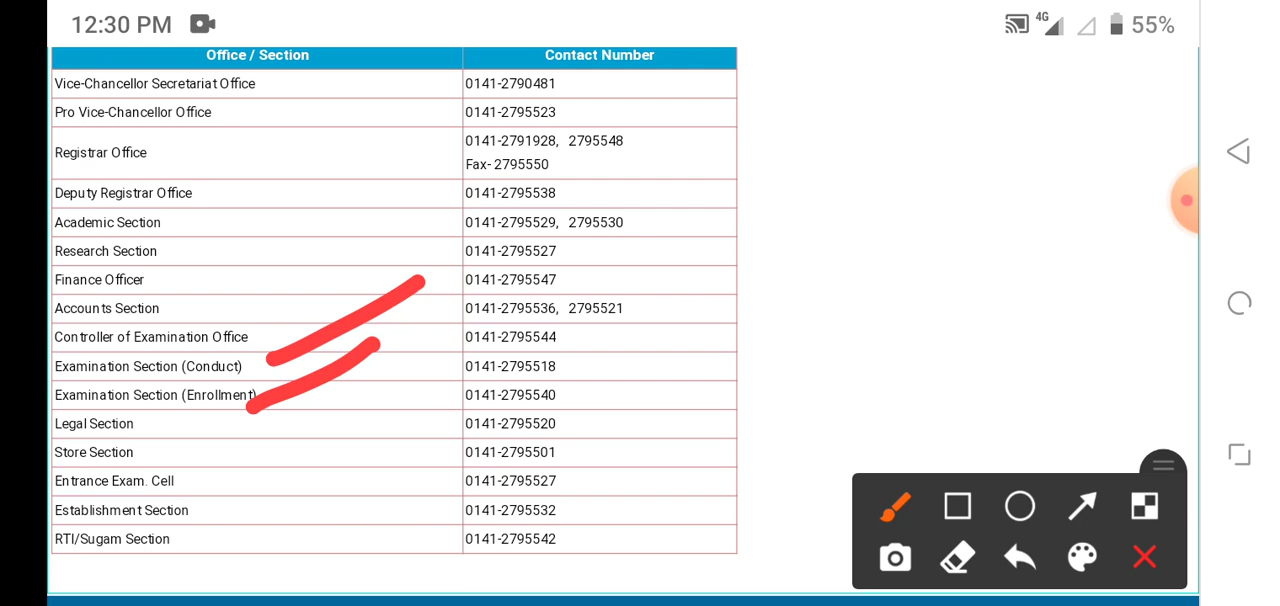 12:30 PM 4G 55%
Office / Section Contact Number
Vice-Chancellor Secretariat Office 0141-2790481
Pro Vice-Chancellor Office 0141-2795523
Registrar Office 0141-2791928, 2795548
Fax- 2795550
Deputy Registrar Office 0141-2795538
Academic Section 0141-2795529, 2795530
Research Section 0141-2795527
Finance Officer 0141-2795547
Accounts Section 0141-2795536, 2795521
Controller of Examination Office 0141-2795544
Examination Section (Conduct) 0141-2795518
Examination Section (Enrollment) 0141-2795540
Legal Section 0141-2795520
Store Section 0141-2795501
Entrance Exam. Cell 0141-2795527
Establishment Section 0141-2795532
RTI/Sugam Section 0141-2795542